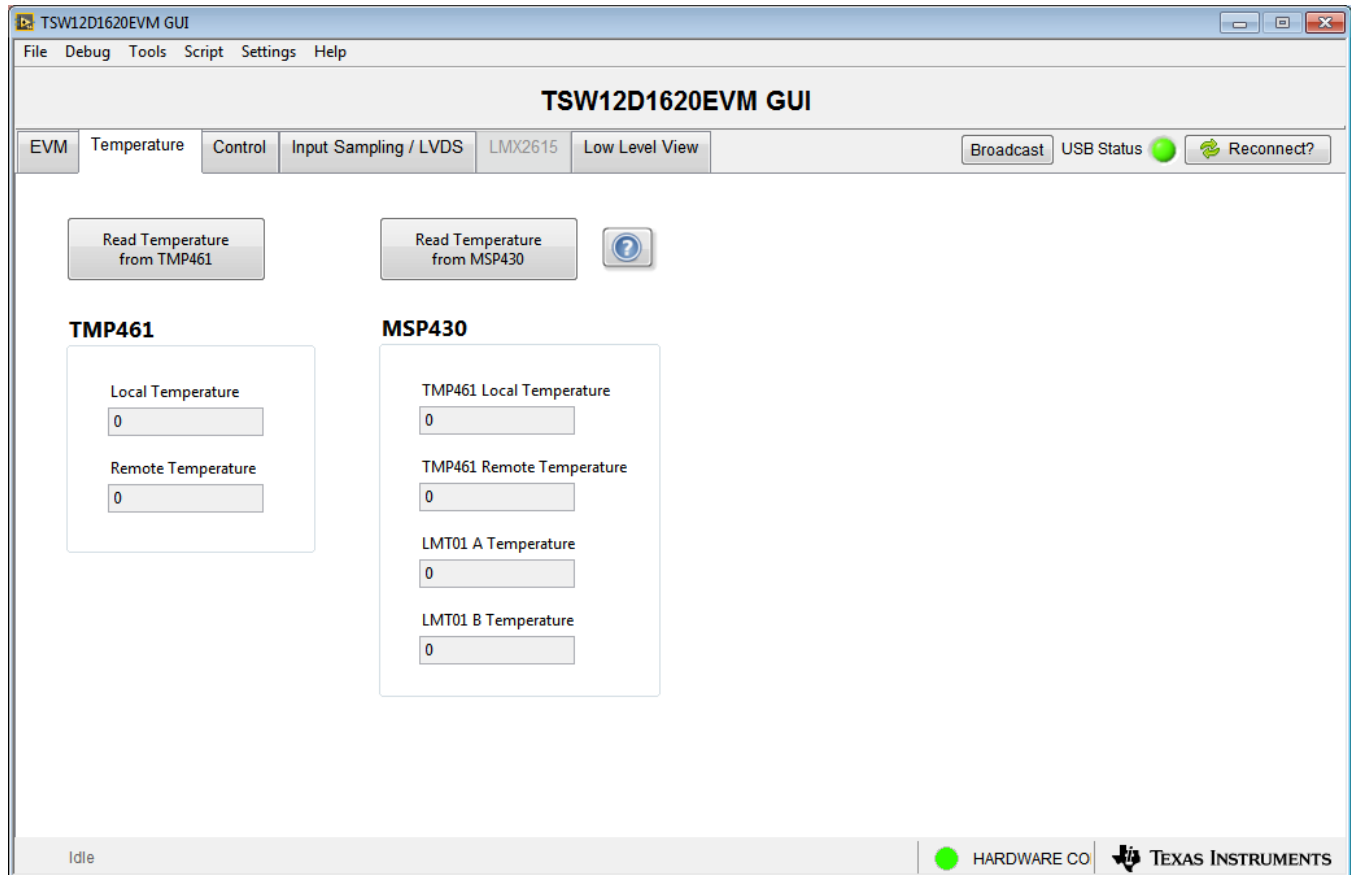 TSW12D1620EVM GUI
File Debug Tools Script Settings Help
TSW12D1620EVM GUI
EVM Temperature Control Input Sampling / LVDS LMX2615 Low Level View Broadcast USB Status Reconnect?
Read Temperature
from TMP461
Read Temperature
from MSP430
?
TMP461
Local Temperature
0
Remote Temperature
0
MSP430
TMP461 Local Temperature
0
TMP461 Remote Temperature
0
LMT01 A Temperature
0
LMT01 B Temperature
0
Idle HARDWARE CO TEXAS INSTRUMENTS